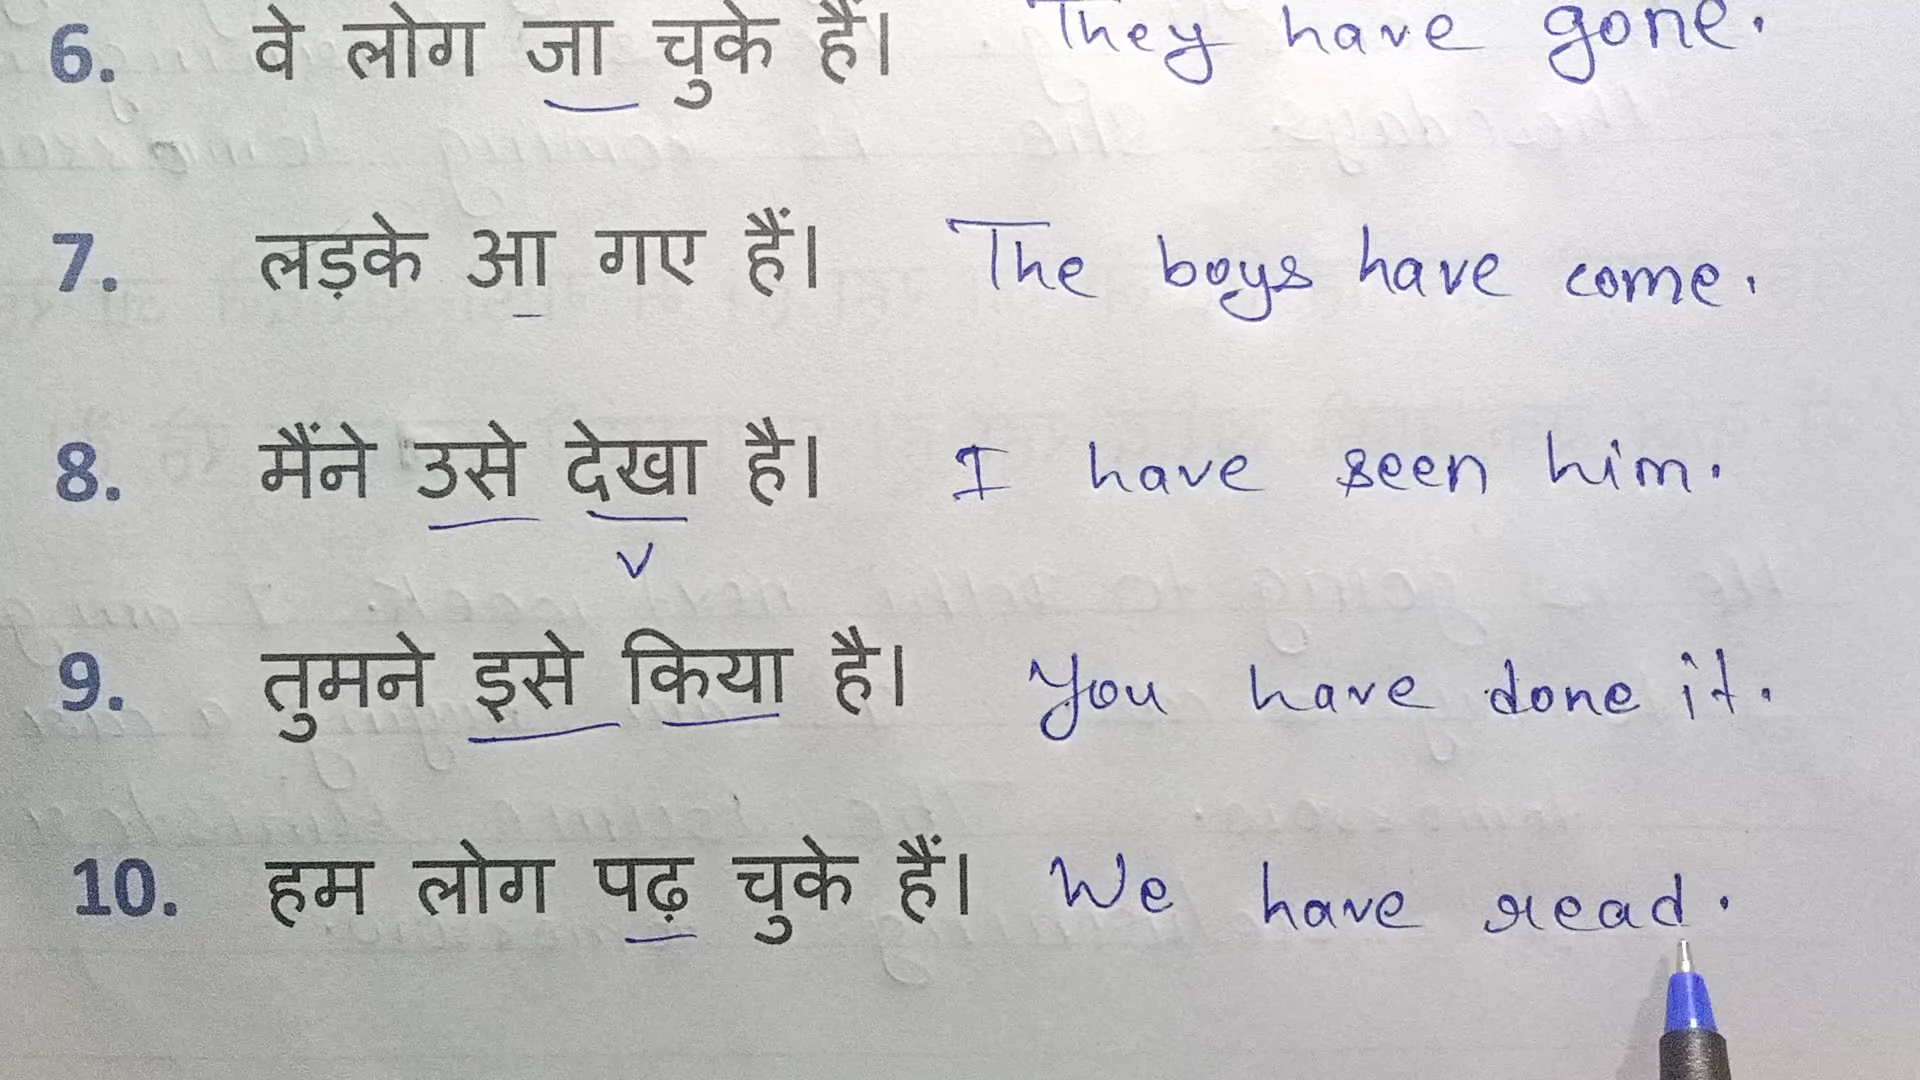 6. वे लोग जा चुके हैं। They have gone.
7. लड़के आ गए हैं। The boys have come.
8. मैंने उसे देखा है। I have seen him.
9. तुमने इसे किया है। You have done it.
10. हम लोग पढ़ चुके हैं। We have read.